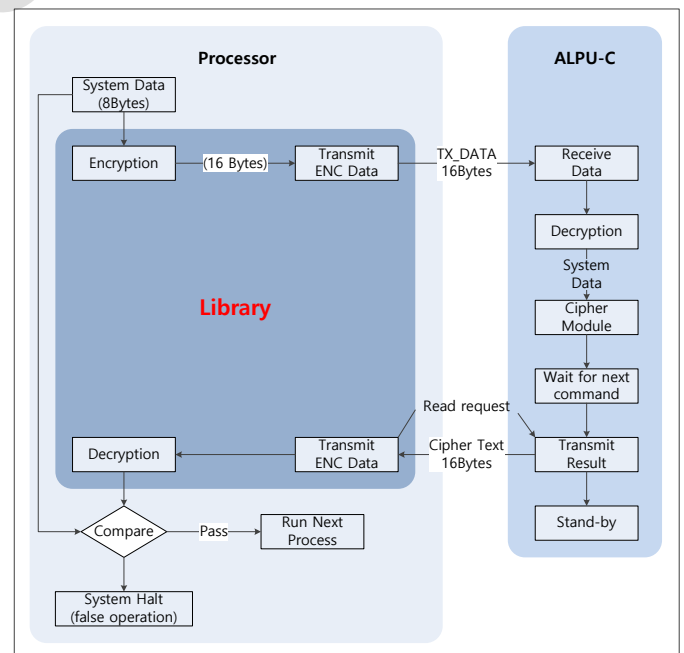 Processor
ALPU-C
System Data
(8Bytes)
Encryption
(16 Bytes)
Transmit
ENC Data
TX_DATA
16Bytes
Receive
Data
Decryption
System
Data
Library
Cipher
Module
Wait for next
command
Read request
Decryption
Transmit
ENC Data
Cipher Text
16Bytes
Transmit
Result
Compare
Pass
Run Next
Process
Stand-by
System Halt
(false operation)